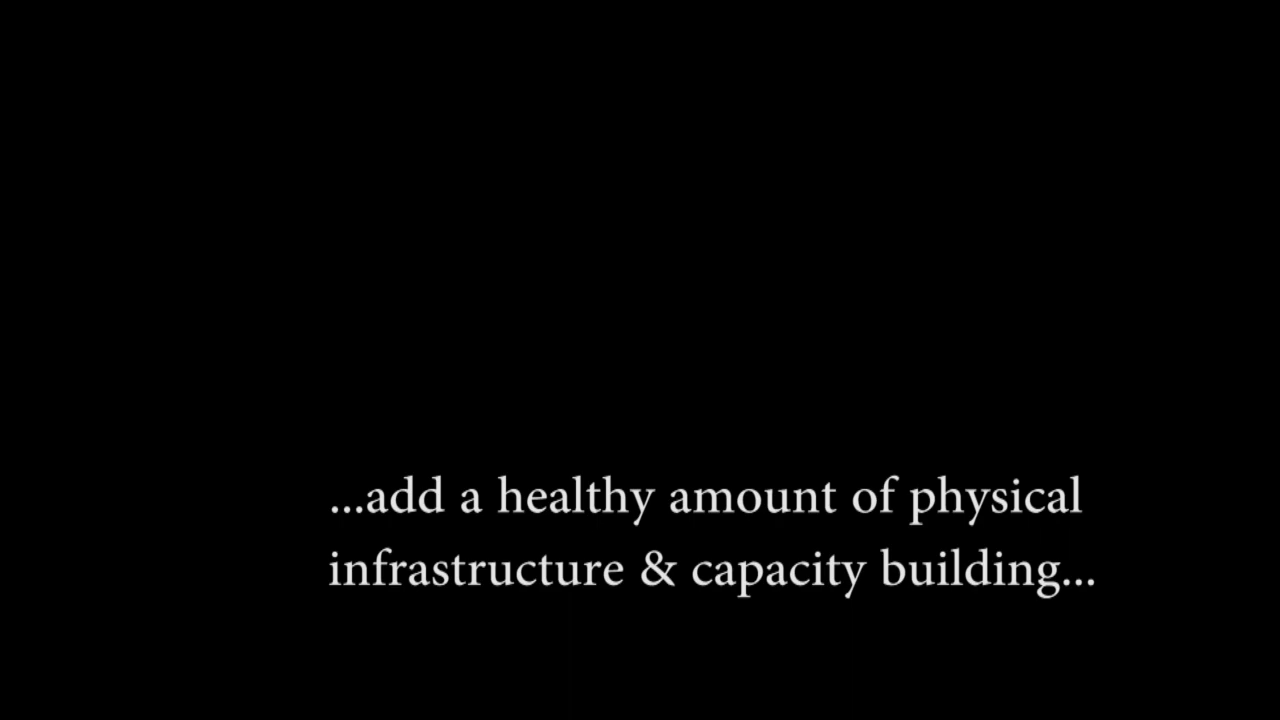 ...add a healthy amount of physical
infrastructure & capacity building...